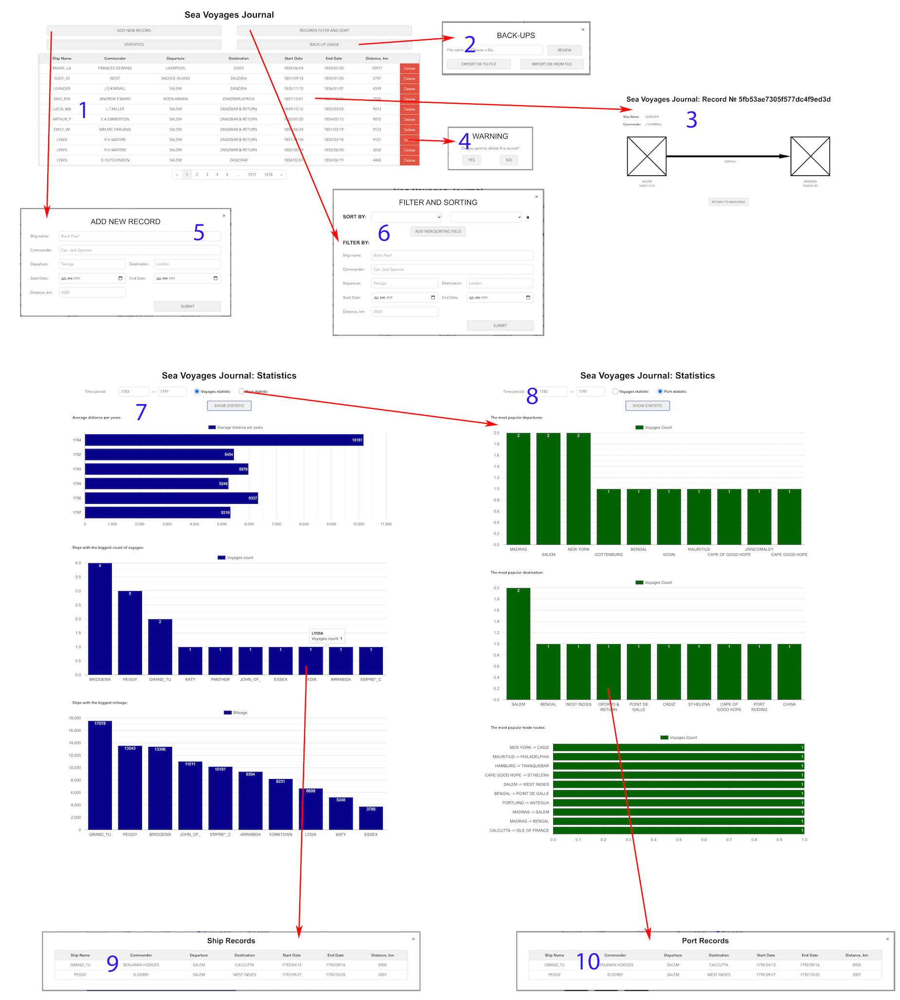 Sea Voyages Journal
ADD NEW RECORD RECORDS FILTER AND SORT
STATISTICS BACK-UP USAGE
Ship Name Commander Departure Destination Start Date End Date Distance, km
MAINE_LA FRANCES DEIMING LIVERPOOL ZIDES 1854/06/04 1854/07/20 10917 Delete
SUSIE_GI WEST SADDLE ISLAND ZAUZIBIA 1841/09/18 1842/01/30 2747 Delete
LEANDER J.S.KIMBALL SALEM ZANZIBIA 1835/11/12 1836/01/07 4349 Delete
SAID_BIN ANDREW F.WARD ADEN ARABIA ZANZIBAR,AFRICA 1857/12/01 2555 Delete
LUCIA_MA L.T.MILLER SALEM ZANZIBAR & RETURN 1849/12/12 1850/03/05 9014 Delete
ARTHUR_P E.A.EMMERTON SALEM ZANZIBAR & RETURN 1853/07/25 1854/05/15 9012 Delete
EMILY_WI WM.MC FARLAND SALEM ZANZIBAR & RETURN 1850/06/24 1851/03/19 9123 Delete
LEWIS R.H.WATERS SALEM ZANZIBAR & RETURN 1851/11/10 1852/02/18 9121 Delete
LEWIS R.H.WATERS SALEM ZANZIBAR & RETURN 1852/05/19 1852/06/30 3262 Delete
LEWIS D.HUTCHINSON SALEM ZANZIBAR 1854/02/01 1854/06/19 4460 Delete
« 1 2 3 4 5 ... 1217 1218 »
1
BACK-UPS ×
2
File name: Choose a file... REVIEW
EXPORT DB TO FILE IMPORT DB FROM FILE
Sea Voyages Journal: Record № 5fb53ae7305f577dc4f9ed3d
Ship Name: LEANDER
3
Commander: J.S.KIMBALL
4349 km
SALEM ZANZIBIA
1835/11/12 1836/01/07
RETURN TO MAIN PAGE
WARNING
4
Do you want to delete this record?
YES NO
ADD NEW RECORD ×
5
Ship name: Black Pearl
Commander: Cpt. Jack Sparrow
Departure: Tartuga Destination: London
Start Date: дд.мм.гггг End Date: дд.мм.гггг
Distance, km: 2000
SUBMIT
FILTER AND SORTING ×
SORT BY: ✖
6
ADD NEW SORTING FIELD
FILTER BY:
Ship name: Black Pearl
Commander: Cpt. Jack Sparrow
Departure: Tartuga Destination: London
Start Date: дд.мм.гггг End Date: дд.мм.гггг
Distance, km: 2000
SUBMIT
Sea Voyages Journal: Statistics
Time period: 1783 — 1797 Voyages statistic Port statistic
SHOW STATISTIC
7
Average distance per years:
Average distance per years
1784 10181
1792 5454
1793 5979
1794 5248
1796 6337
1797 5319
0 1,000 2,000 3,000 4,000 5,000 6,000 7,000 8,000 9,000 10,000 11,000
Ships with the biggest count of voyages:
Voyages count
4.0
3.5
3.0
2.5
2.0
1.5
1.0
0.5
0.0
4 3 2 1 1 1 1 1 1 1
LYDIA
Voyages count: 1
BRIDGEWA PEGGY GRAND_TU KATY PANTHER JOHN_OF_ ESSEX LYDIA ARRABIDA EMPRE*_C
Ships with the biggest mileage:
Mileage
18,000
16,000
14,000
12,000
10,000
8,000
6,000
4,000
2,000
0
17578 13543 13396 11011 10181 9394 8231 6699 5248 3788
GRAND_TU PEGGY BRIDGEWA JOHN_OF_ EMPRE*_C ARRABIDA YORKTOWN LYDIA KATY ESSEX
Sea Voyages Journal: Statistics
Time period: 1783 — 1797 Voyages statistic Port statistic
8
SHOW STATISTIC
The most popular departures:
Voyages Count
2.0
1.8
1.6
1.4
1.2
1.0
0.8
0.6
0.4
0.2
0.0
2 2 2 1 1 1 1 1 1 1
MADRAS NEW YORK BENGAL MAURITIUS JRINCOMALEY
SALEM GOTTENBURG 0033N CAPE OF GOOD HOPE CAPE GOOD HOPE
The most popular destination:
Voyages Count
2.0
1.8
1.6
1.4
1.2
1.0
0.8
0.6
0.4
0.2
0.0
2 1 1 1 1 1 1 1 1 1
SALEM BENGAL WEST INDIES OPORTO & POINT DE CADIZ ST.HELENA CAPE OF PORT CHINA
RETURN GALLE GOOD HOPE RODING
The most popular trade routes:
Voyages Count
NEW YORK -> CADIZ 1
MAURITIUS -> PHILADELPHIA 1
HAMBURG -> TRANQUEBAR 1
CAPE GOOD HOPE -> ST.HELENA 1
SALEM -> WEST INDIES 1
BENGAL -> POINT DE GALLE 1
PORTLAND -> ANTEGUA 1
MADRAS -> SALEM 1
MADRAS -> BENGAL 1
CALCUTTA -> ISLE OF FRANCE 1
0.0 0.1 0.2 0.3 0.4 0.5 0.6 0.7 0.8 0.9 1.0
Ship Records ×
Ship Name Commander Departure Destination Start Date End Date Distance, km
9
GRAND_TU BENJAMIN HODGES SALEM CALCUTTA 1792/04/12 1792/09/16 8900
PEGGY D.DERBY SALEM WEST INDIES 1792/09/27 1792/10/25 2007
Port Records ×
Ship Name Commander Departure Destination Start Date End Date Distance, km
10
GRAND_TU BENJAMIN HODGES SALEM CALCUTTA 1792/04/12 1792/09/16 8900
PEGGY D.DERBY SALEM WEST INDIES 1792/09/27 1792/10/25 2007